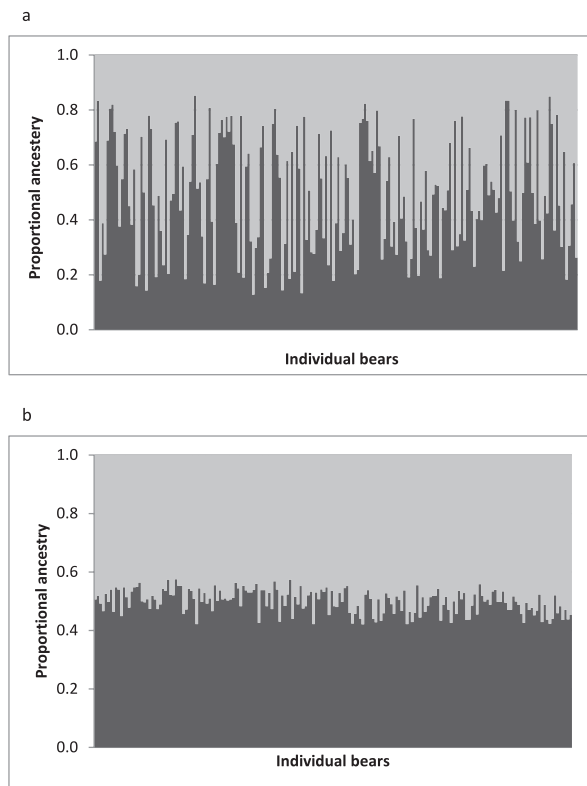 a
1.0
0.8
0.6
0.4
0.2
0.0
Proportional ancestery
Individual bears
b
1.0
0.8
0.6
0.4
0.2
0.0
Proportional ancestry
Individual bears